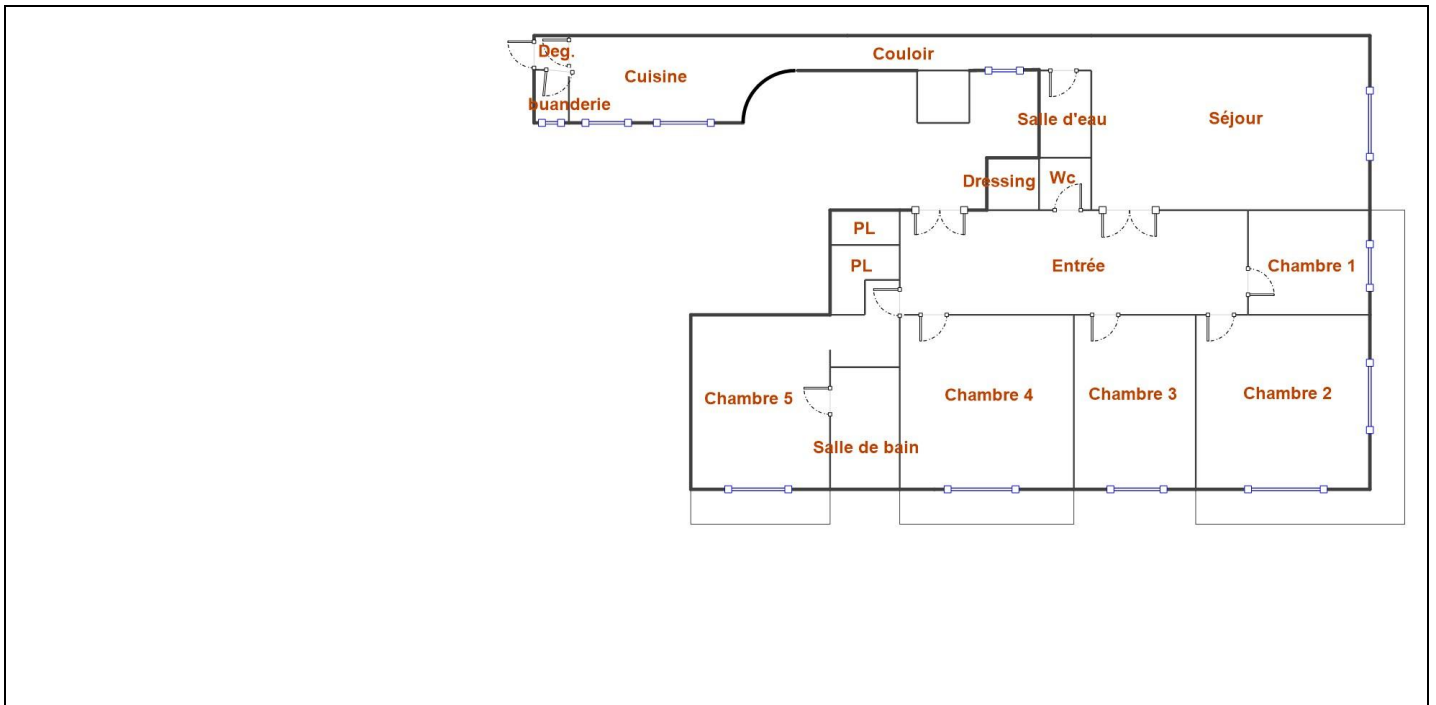 Deg.
Couloir
Cuisine
buanderie
Salle d'eau
Séjour
Dressing
Wc
PL
PL
Entrée
Chambre 1
Chambre 5
Chambre 4
Chambre 3
Chambre 2
Salle de bain